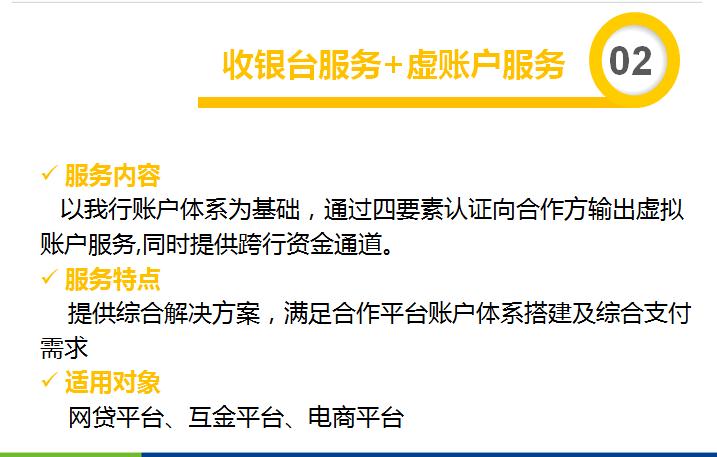 收银台服务+虚账户服务
02
服务内容
以我行账户体系为基础，通过四要素认证向合作方输出虚拟
账户服务,同时提供跨行资金通道。
服务特点
提供综合解决方案，满足合作平台账户体系搭建及综合支付
需求
适用对象
网贷平台、互金平台、电商平台